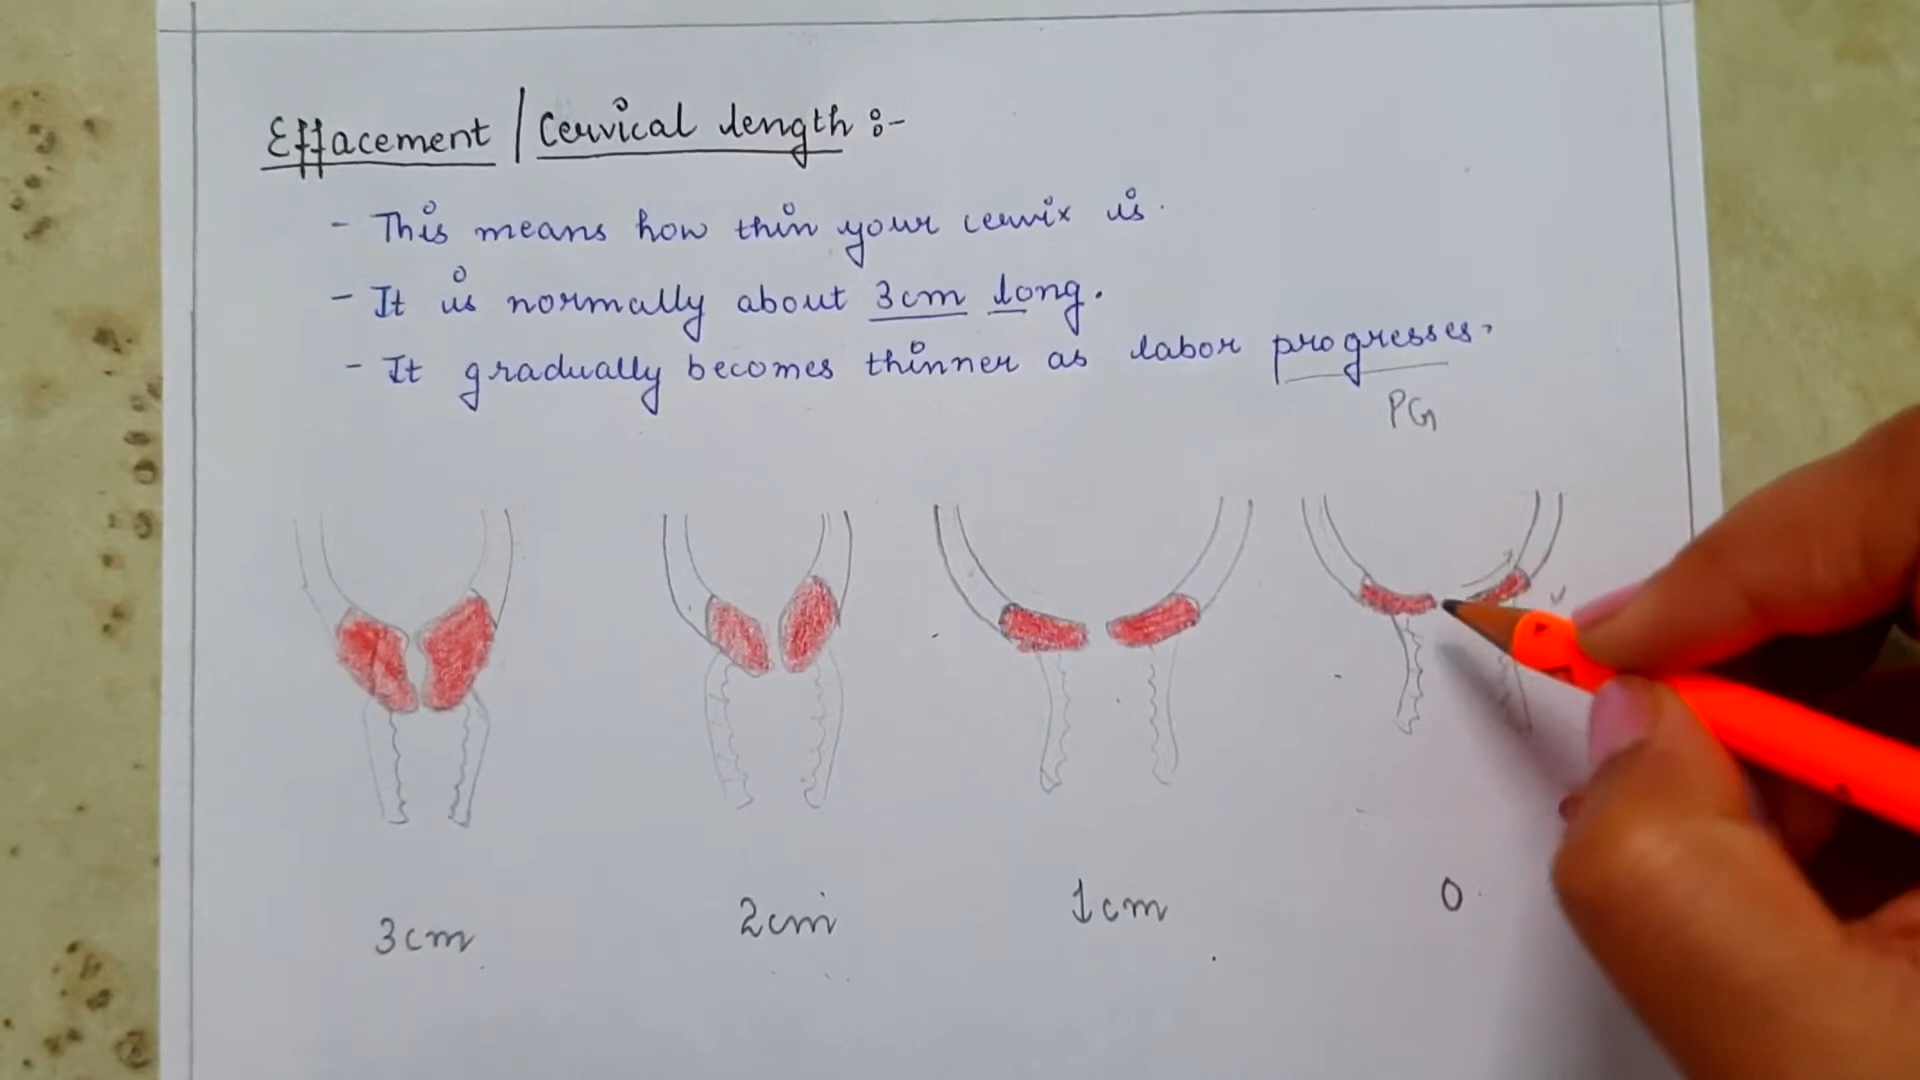 Effacement / Cervical length :-
- This means how thin your cervix is.
- It is normally about 3cm long.
- It gradually becomes thinner as labor progresses.
PG
3cm
2cm
1cm
0